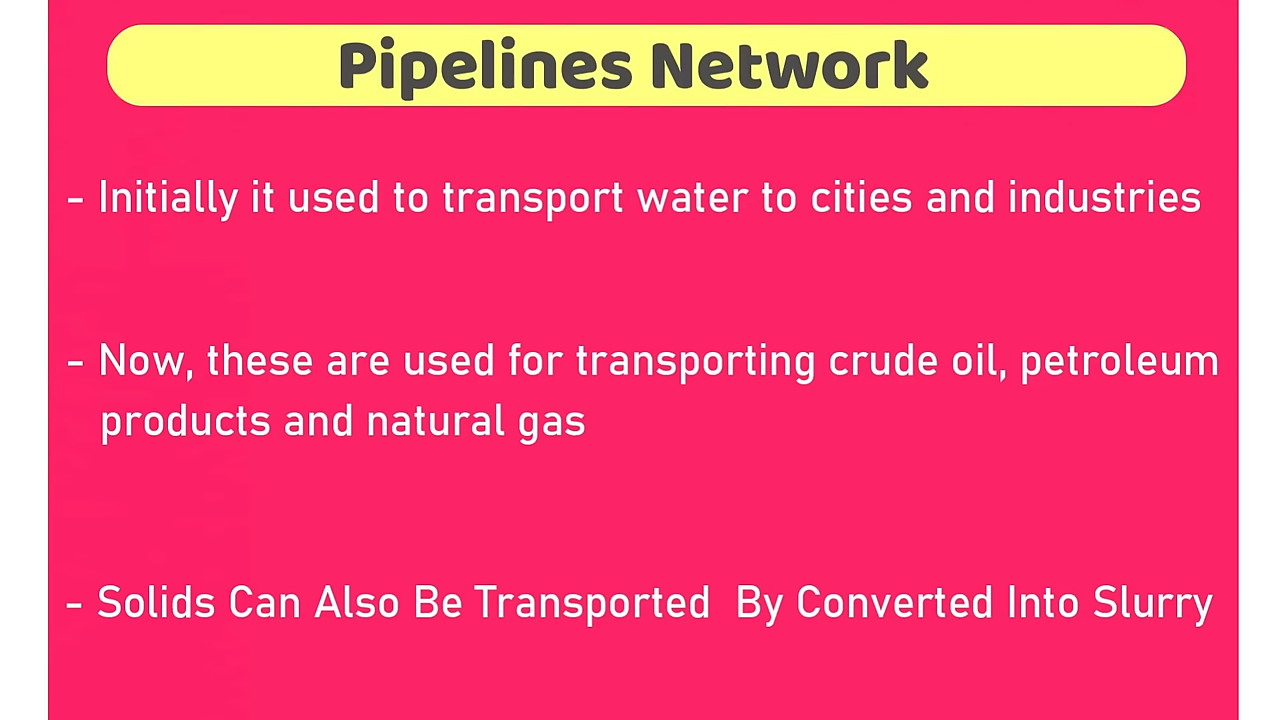 Pipelines Network
- Initially it used to transport water to cities and industries
- Now, these are used for transporting crude oil, petroleum
products and natural gas
- Solids Can Also Be Transported  By Converted Into Slurry